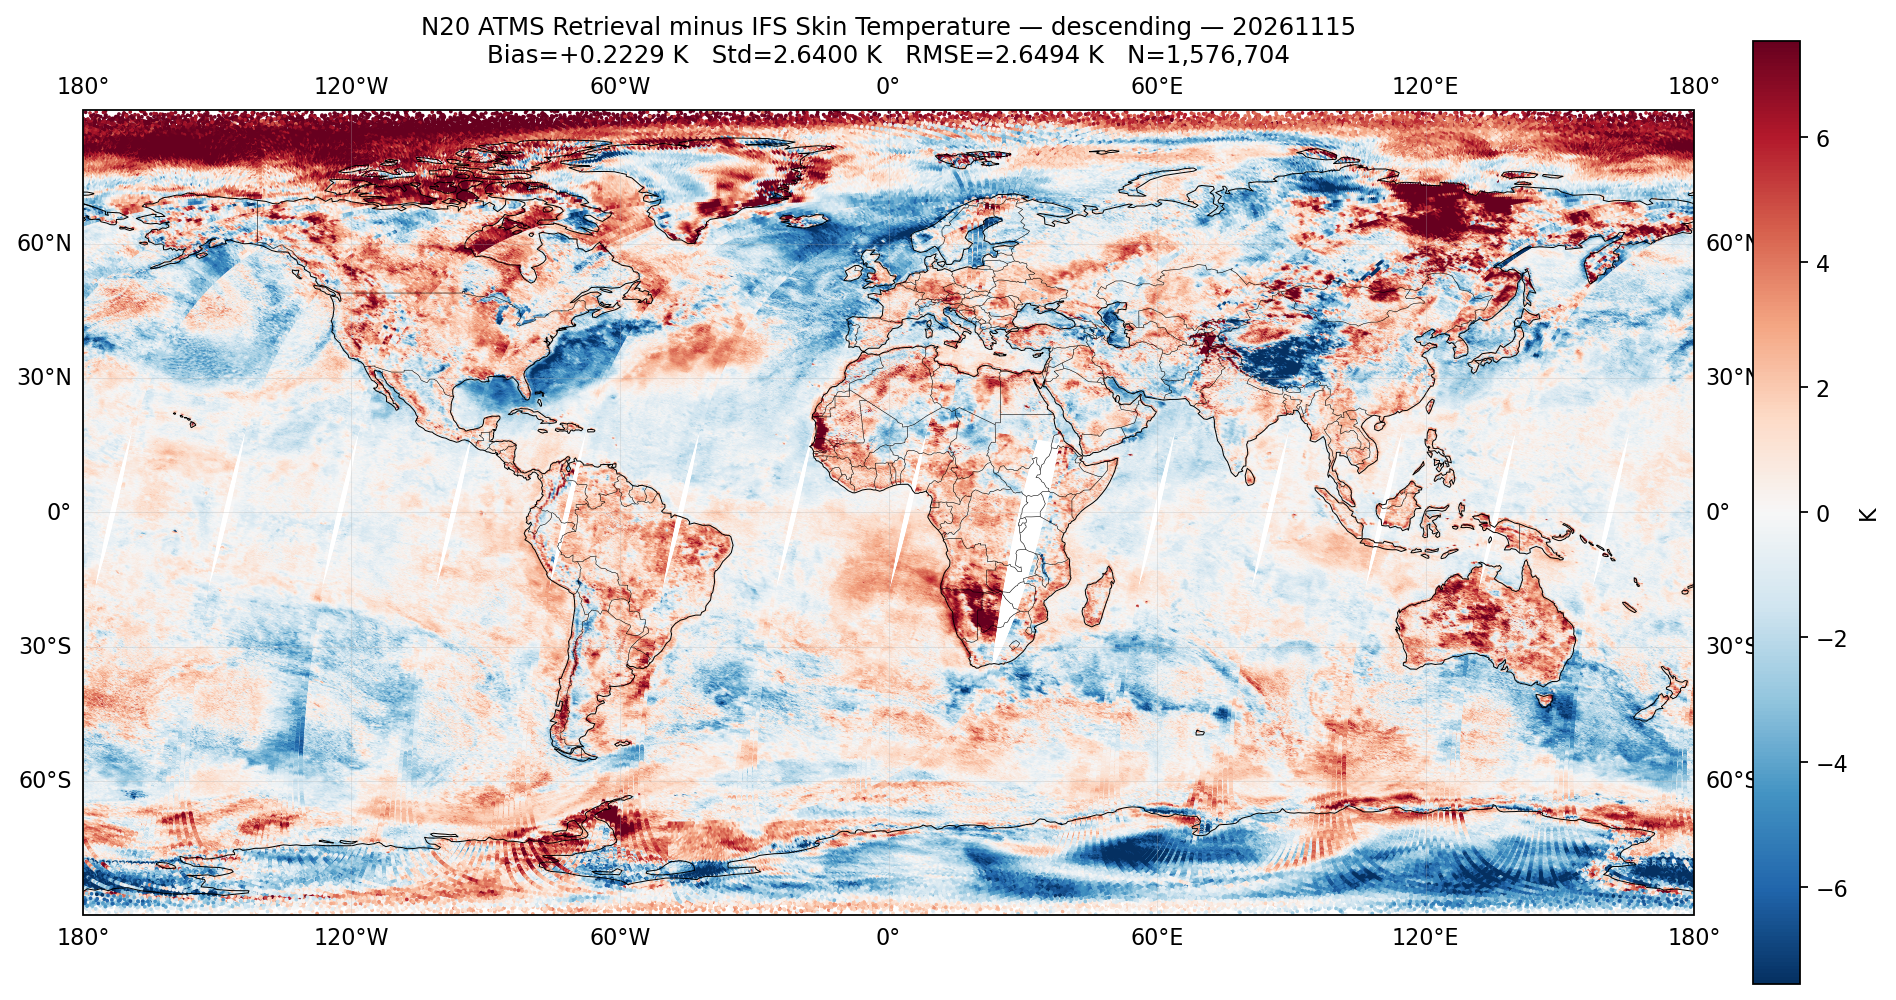 N20 ATMS Retrieval minus IFS Skin Temperature — descending — 20261115
Bias=+0.2229 K   Std=2.6400 K   RMSE=2.6494 K   N=1,576,704
180° 120°W 60°W 0° 60°E 120°E 180°
60°N 60°N
30°N 30°N
0° 0°
30°S 30°S
60°S 60°S
180° 120°W 60°W 0° 60°E 120°E 180°
6
4
2
0
−2
−4
−6
K